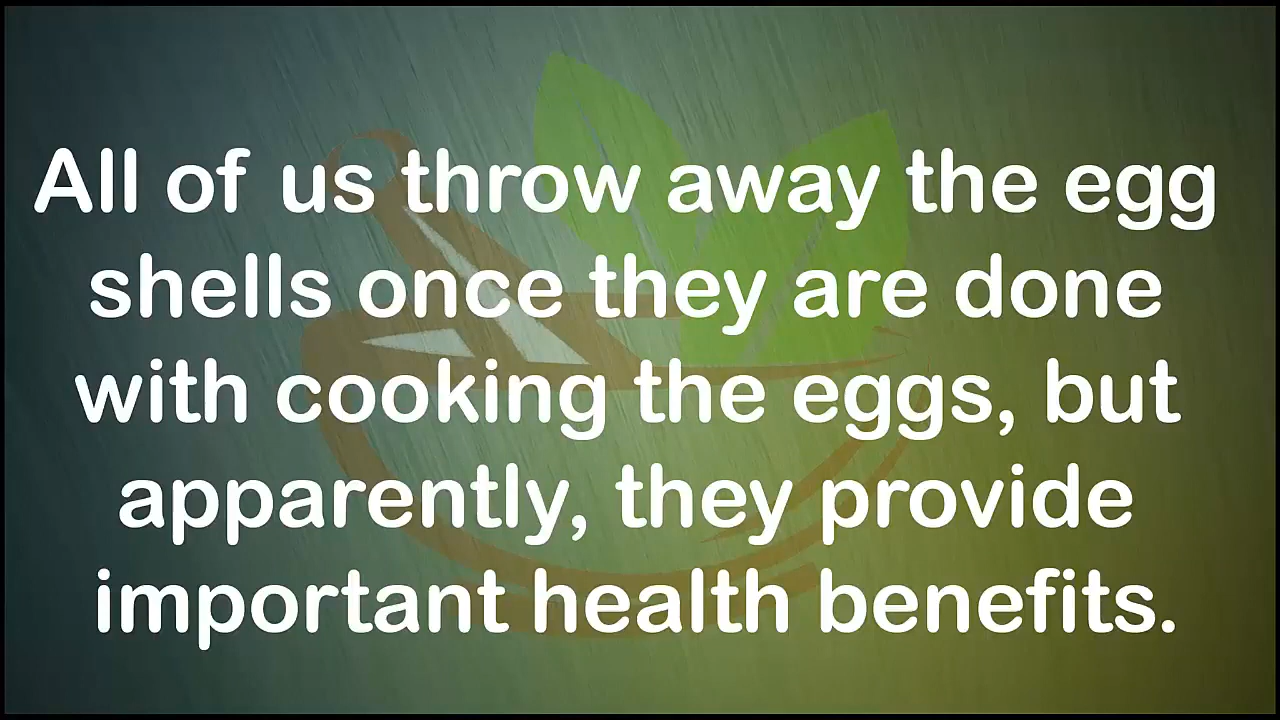 All of us throw away the egg
shells once they are done
with cooking the eggs, but
apparently, they provide
important health benefits.